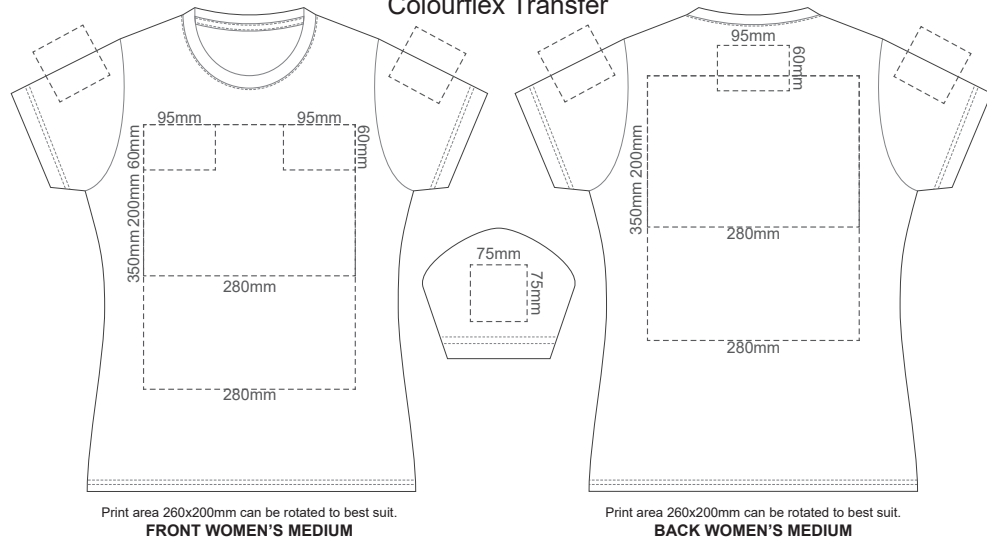 Colourflex Transfer
95mm
95mm
60mm
350mm 200mm 60mm
280mm
280mm
75mm
75mm
95mm
60mm
350mm 200mm
280mm
280mm
Print area 260x200mm can be rotated to best suit.
FRONT WOMEN'S MEDIUM
Print area 260x200mm can be rotated to best suit.
BACK WOMEN'S MEDIUM